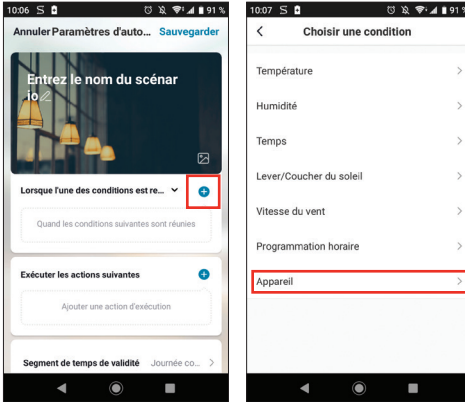 10:06 S 91 %
Annuler Paramètres d'auto... Sauvegarder
Entrez le nom du scénar
io
Lorsque l'une des conditions est re...
Quand les conditions suivantes sont réunies
Exécuter les actions suivantes
Ajouter une action d'exécution
Segment de temps de validité Journée co...
10:07 S 91 %
Choisir une condition
Température
Humidité
Temps
Lever/Coucher du soleil
Vitesse du vent
Programmation horaire
Appareil